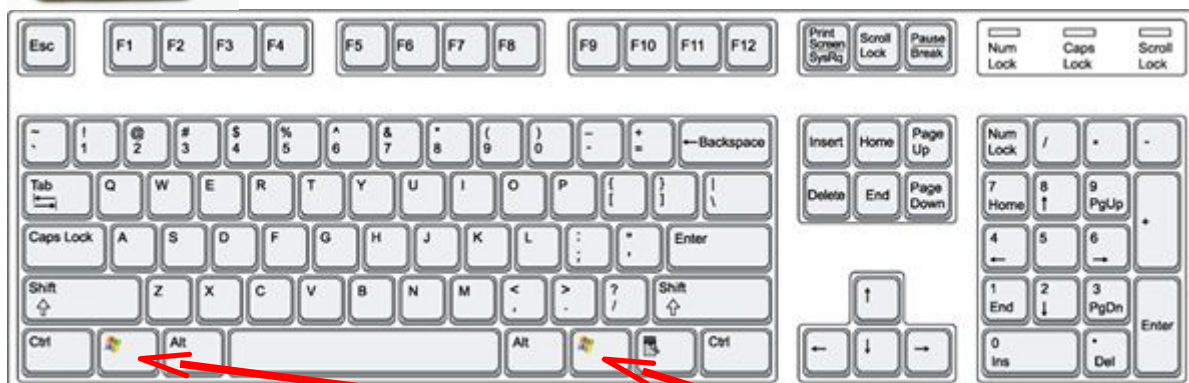 Esc F1 F2 F3 F4 F5 F6 F7 F8 F9 F10 F11 F12 Print Screen SysRq Scroll Lock Pause Break Num Lock Caps Lock Scroll Lock
~ ` ! 1 @ 2 # 3 $ 4 % 5 ^ 6 & 7 * 8 ( 9 ) 0 – - + = ←Backspace Insert Home Page Up Num Lock / * -
Tab Q W E R T Y U I O P { [ } ] | \ Delete End Page Down 7 Home 8 ↑ 9 PgUp +
Caps Lock A S D F G H J K L : ; " ' Enter 4 ← 5 6 →
Shift Z X C V B N M < , > . ? / Shift ↑ 1 End 2 ↓ 3 PgDn Enter
Ctrl Alt Alt Ctrl ← ↓ → 0 Ins • Del